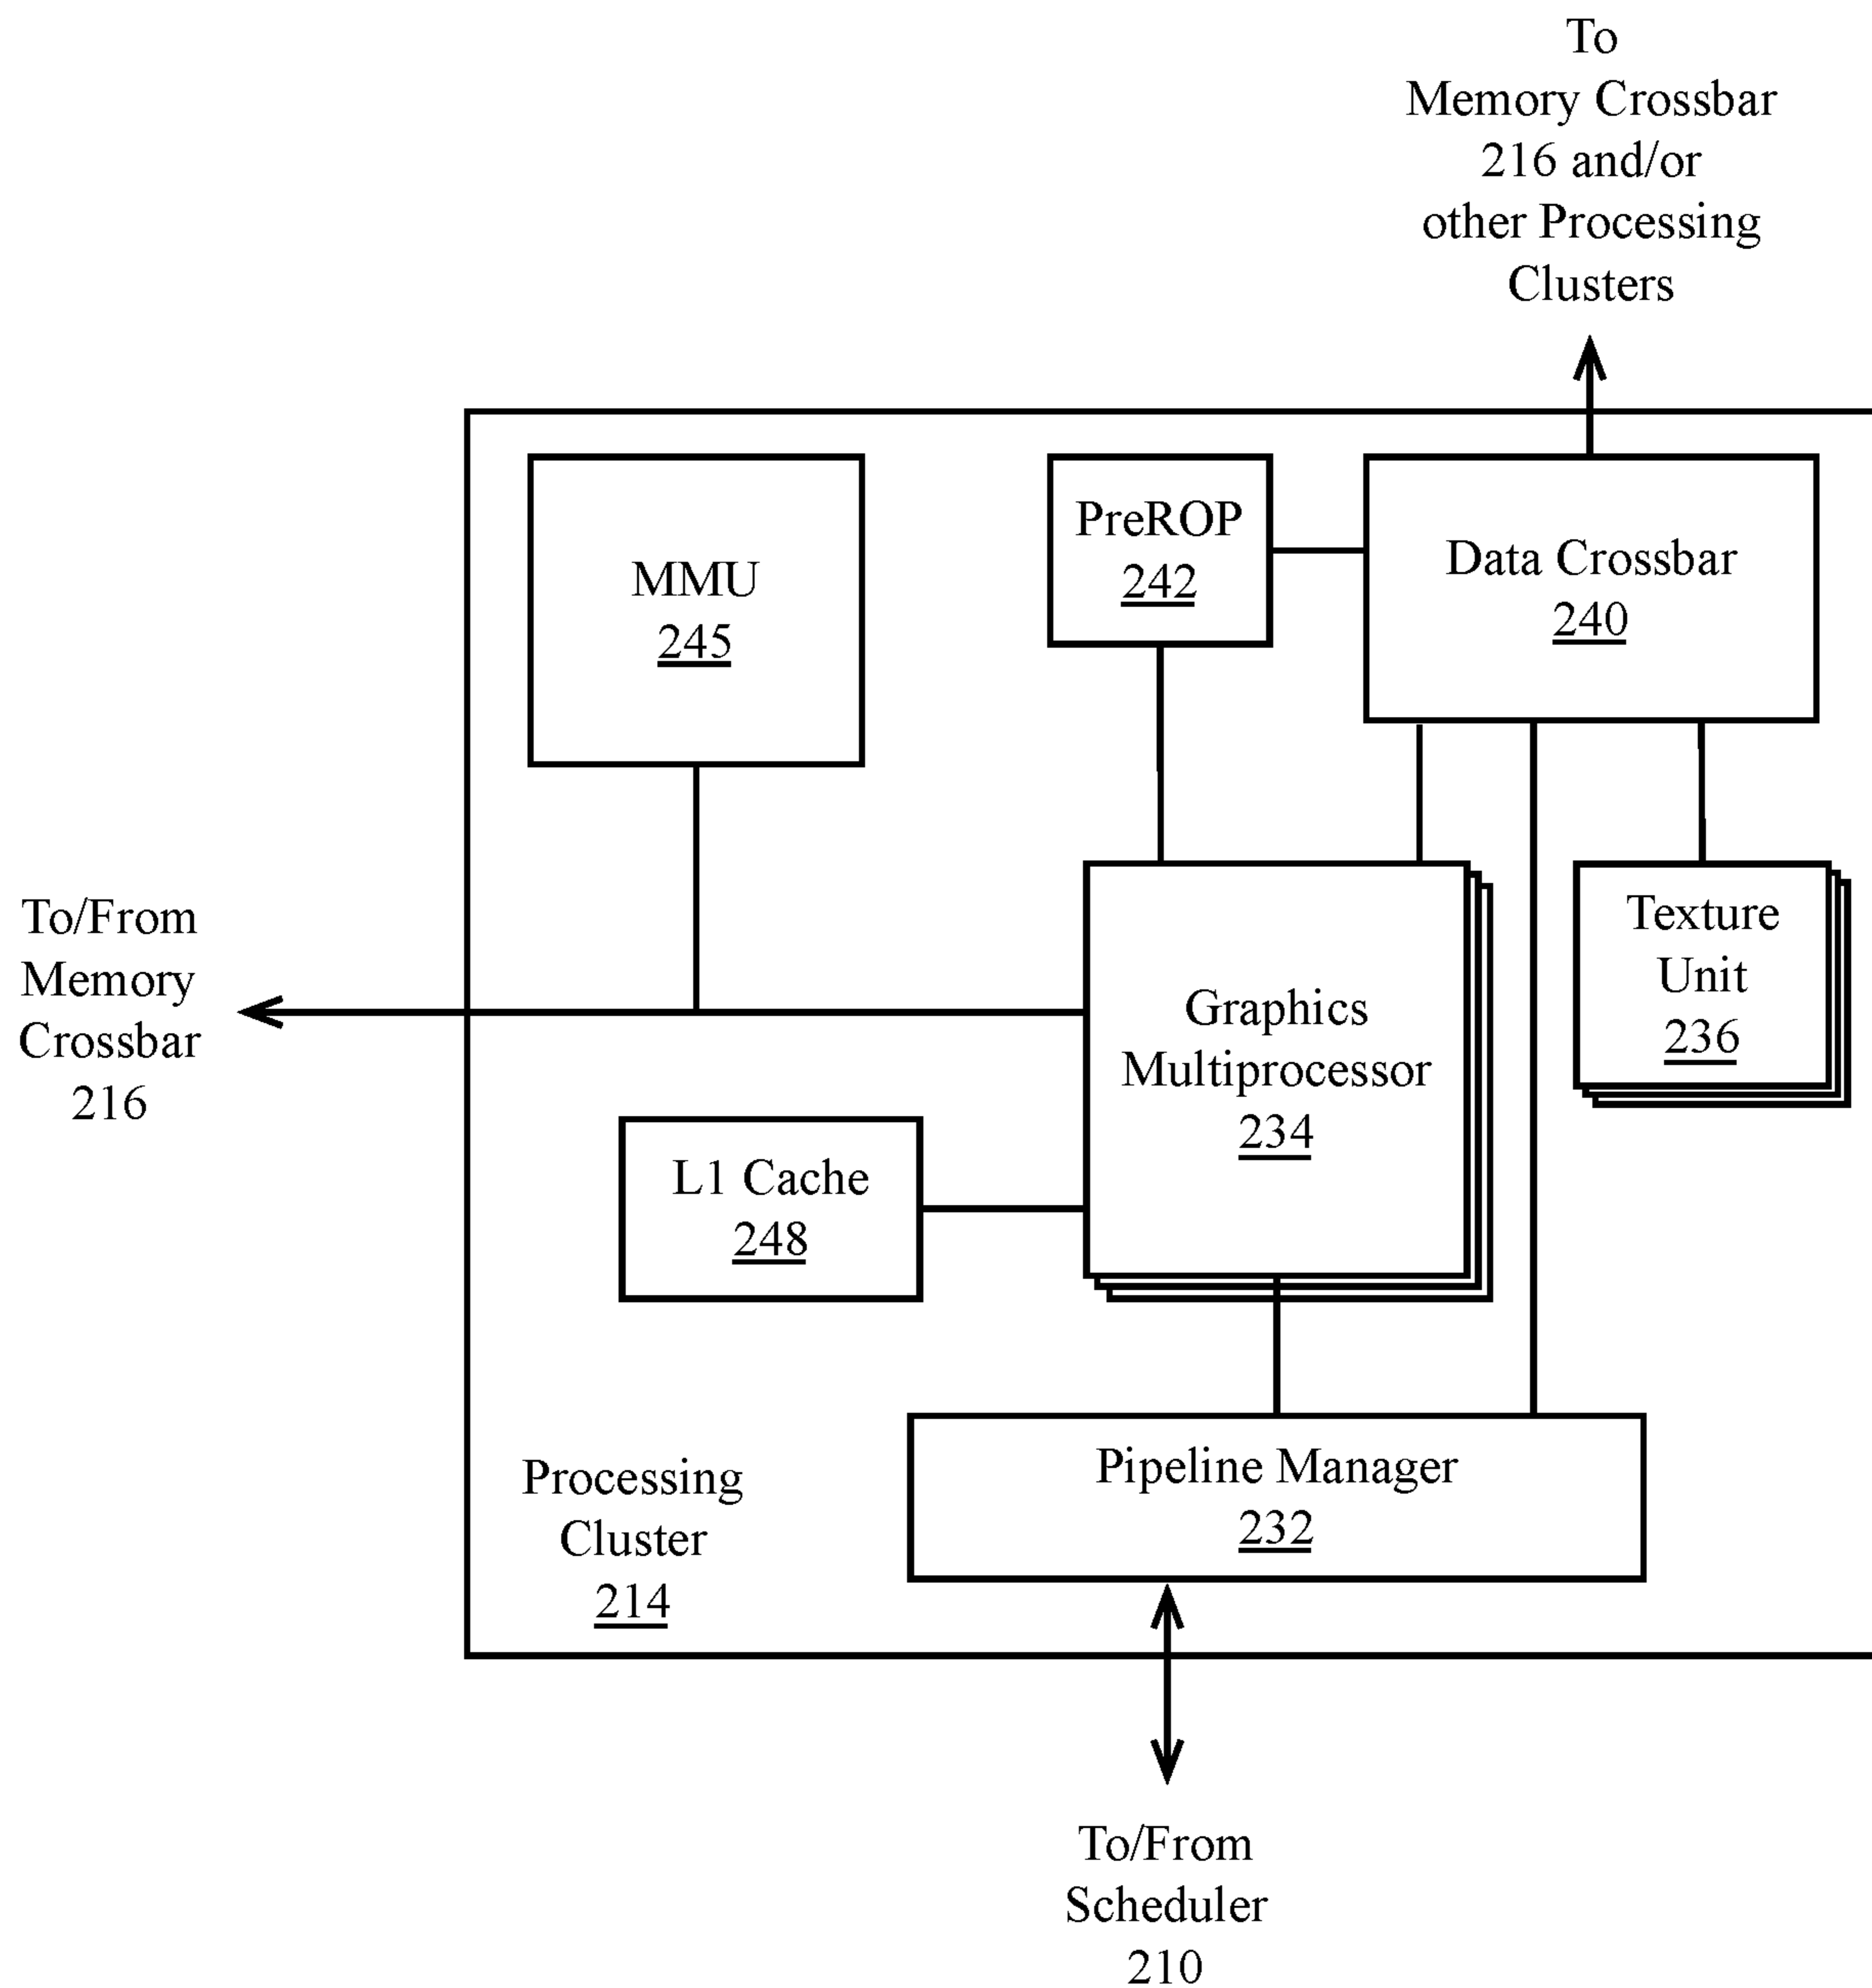 To
Memory Crossbar
216 and/or
other Processing
Clusters
MMU
245
PreROP
242
Data Crossbar
240
To/From
Memory
Crossbar
216
Graphics
Multiprocessor
234
Texture
Unit
236
L1 Cache
248
Pipeline Manager
232
Processing
Cluster
214
To/From
Scheduler
210